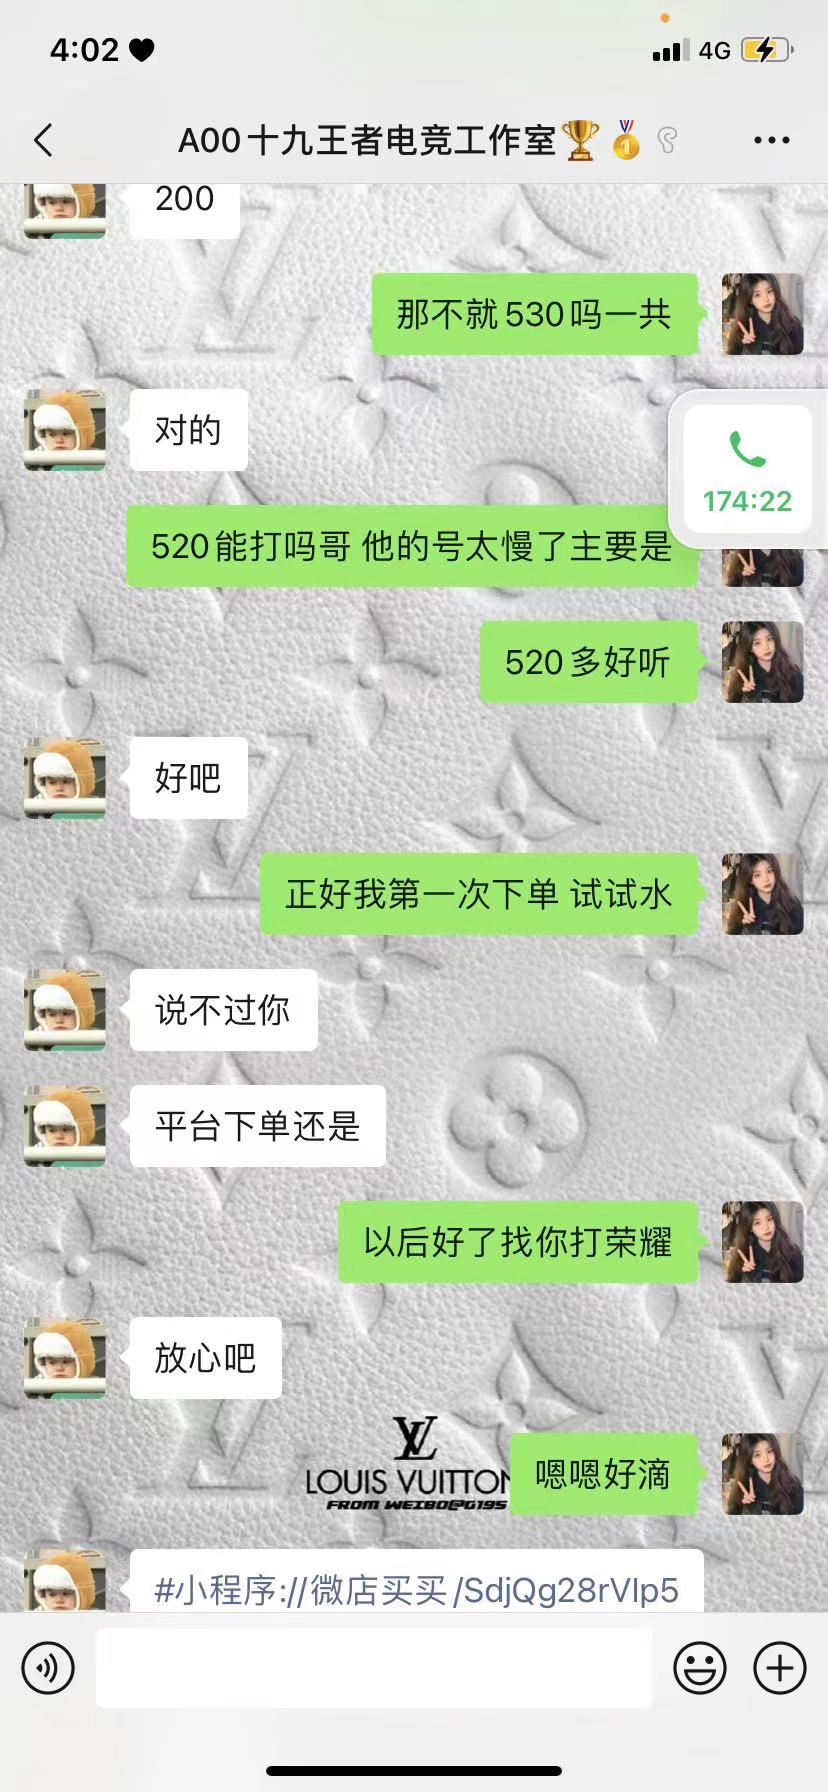 4:02
4G
A00十九王者电竞工作室
200
那不就530吗一共
对的
174:22
520能打吗哥 他的号太慢了主要是
520多好听
好吧
正好我第一次下单 试试水
说不过你
平台下单还是
以后好了找你打荣耀
放心吧
LOUIS VUITTON
FROM WEIBO@G195
嗯嗯好滴
#小程序://微店买买/SdjQg28rVIp5